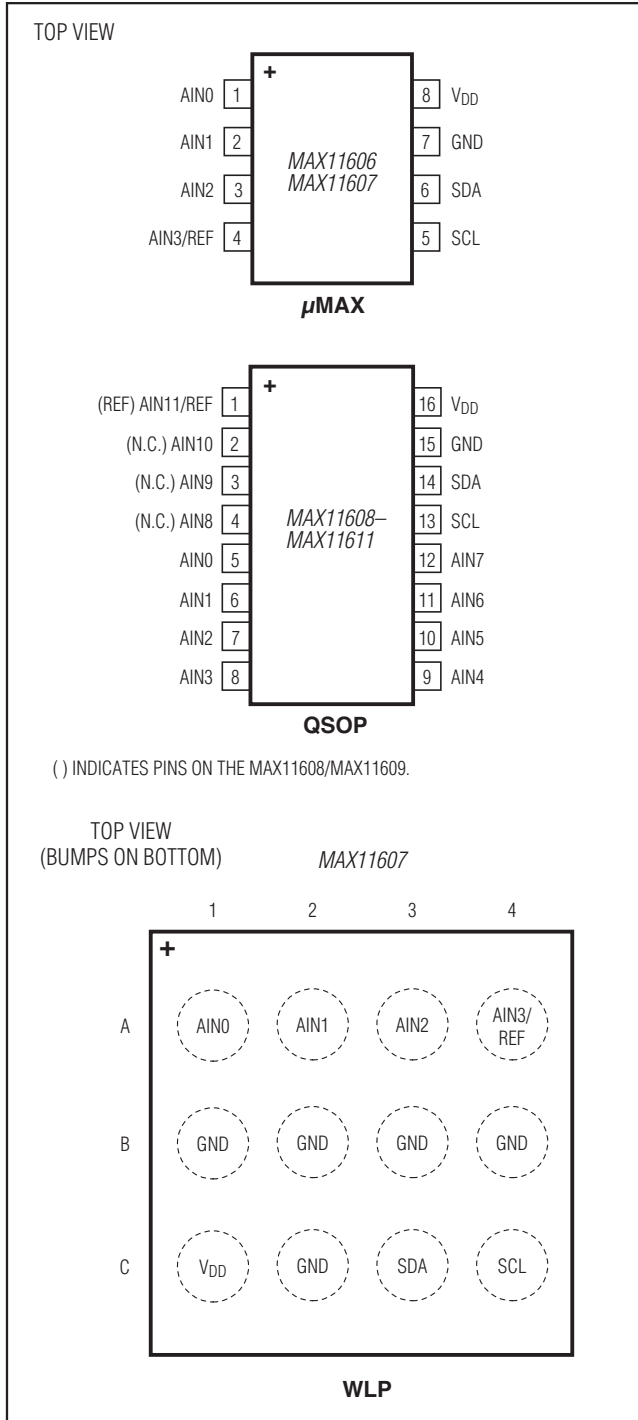 TOP VIEW
+
AIN0 1 8 VDD
AIN1 2 7 GND
MAX11606
MAX11607
AIN2 3 6 SDA
AIN3/REF 4 5 SCL
µMAX
+
(REF) AIN11/REF 1 16 VDD
(N.C.) AIN10 2 15 GND
(N.C.) AIN9 3 14 SDA
(N.C.) AIN8 4 13 SCL
MAX11608–
MAX11611
AIN0 5 12 AIN7
AIN1 6 11 AIN6
AIN2 7 10 AIN5
AIN3 8 9 AIN4
QSOP
( ) INDICATES PINS ON THE MAX11608/MAX11609.
TOP VIEW
(BUMPS ON BOTTOM)
MAX11607
1 2 3 4
+
A AIN0 AIN1 AIN2 AIN3/
REF
B GND GND GND GND
C VDD GND SDA SCL
WLP